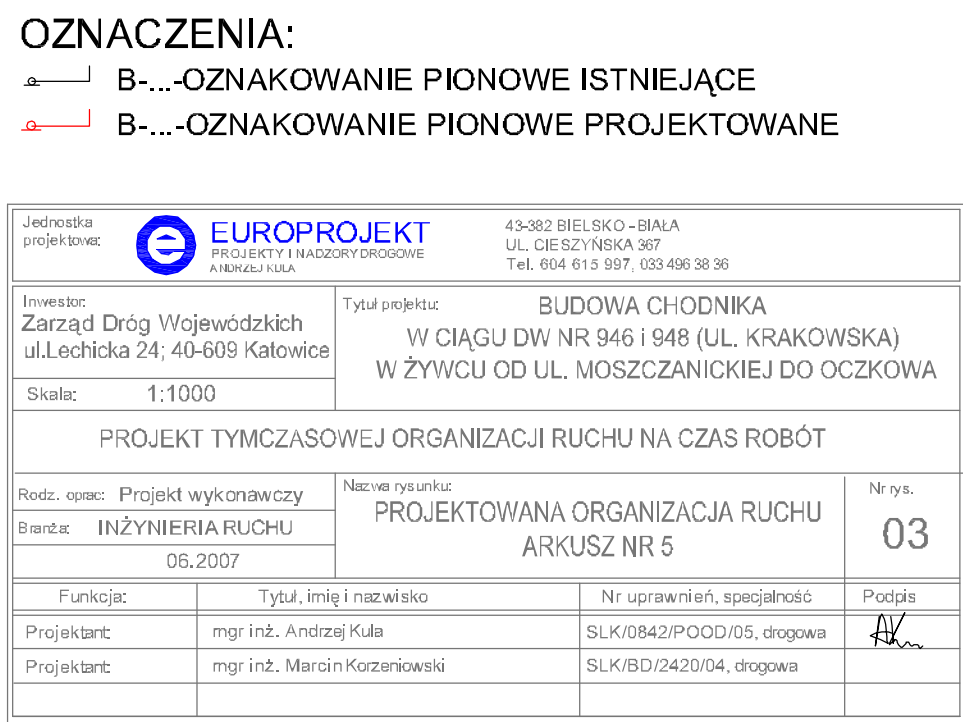 OZNACZENIA:
B-...-OZNAKOWANIE PIONOWE ISTNIEJĄCE
B-...-OZNAKOWANIE PIONOWE PROJEKTOWANE
Jednostka
projektowa:
EUROPROJEKT
PROJEKTY I NADZORY DROGOWE
ANDRZEJ KULA
43-382 BIELSKO-BIAŁA
UL. CIESZYŃSKA 367
Tel. 604 615 997, 033 496 38 36
Inwestor:
Zarząd Dróg Wojewódzkich
ul.Lechicka 24; 40-609 Katowice
Skala: 1:1000
Tytuł projektu:
BUDOWA CHODNIKA
W CIĄGU DW NR 946 i 948 (UL. KRAKOWSKA)
W ŻYWCU OD UL. MOSZCZANICKIEJ DO OCZKOWA
PROJEKT TYMCZASOWEJ ORGANIZACJI RUCHU NA CZAS ROBÓT
Rodz. oprac: Projekt wykonawczy
Branża: INŻYNIERIA RUCHU
06.2007
Nazwa rysunku:
PROJEKTOWANA ORGANIZACJA RUCHU
ARKUSZ NR 5
Nr rys.
03
Funkcja: Tytuł, imię i nazwisko Nr uprawnień, specjalność Podpis
Projektant: mgr inż. Andrzej Kula SLK/0842/POOD/05, drogowa
Projektant: mgr inż. Marcin Korzeniowski SLK/BD/2420/04, drogowa